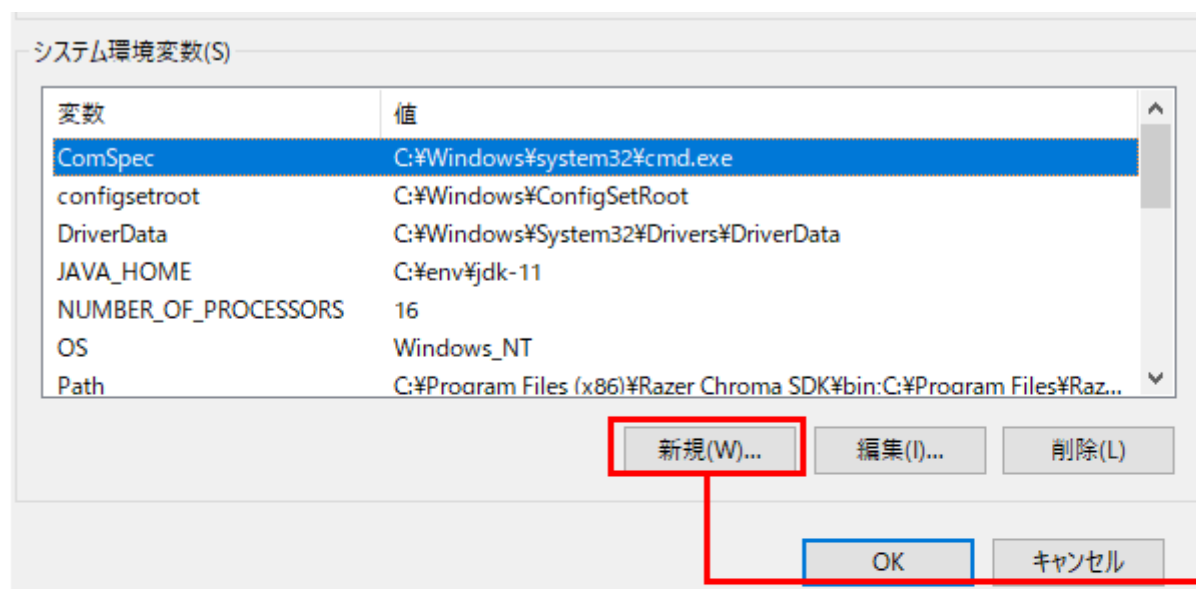 システム環境変数(S)
変数 値
ComSpec C:¥Windows¥system32¥cmd.exe
configsetroot C:¥Windows¥ConfigSetRoot
DriverData C:¥Windows¥System32¥Drivers¥DriverData
JAVA_HOME C:¥env¥jdk-11
NUMBER_OF_PROCESSORS 16
OS Windows_NT
Path C:¥Program Files (x86)¥Razer Chroma SDK¥bin;C:¥Program Files¥Raz...
新規(W)... 編集(I)... 削除(L)
OK キャンセル